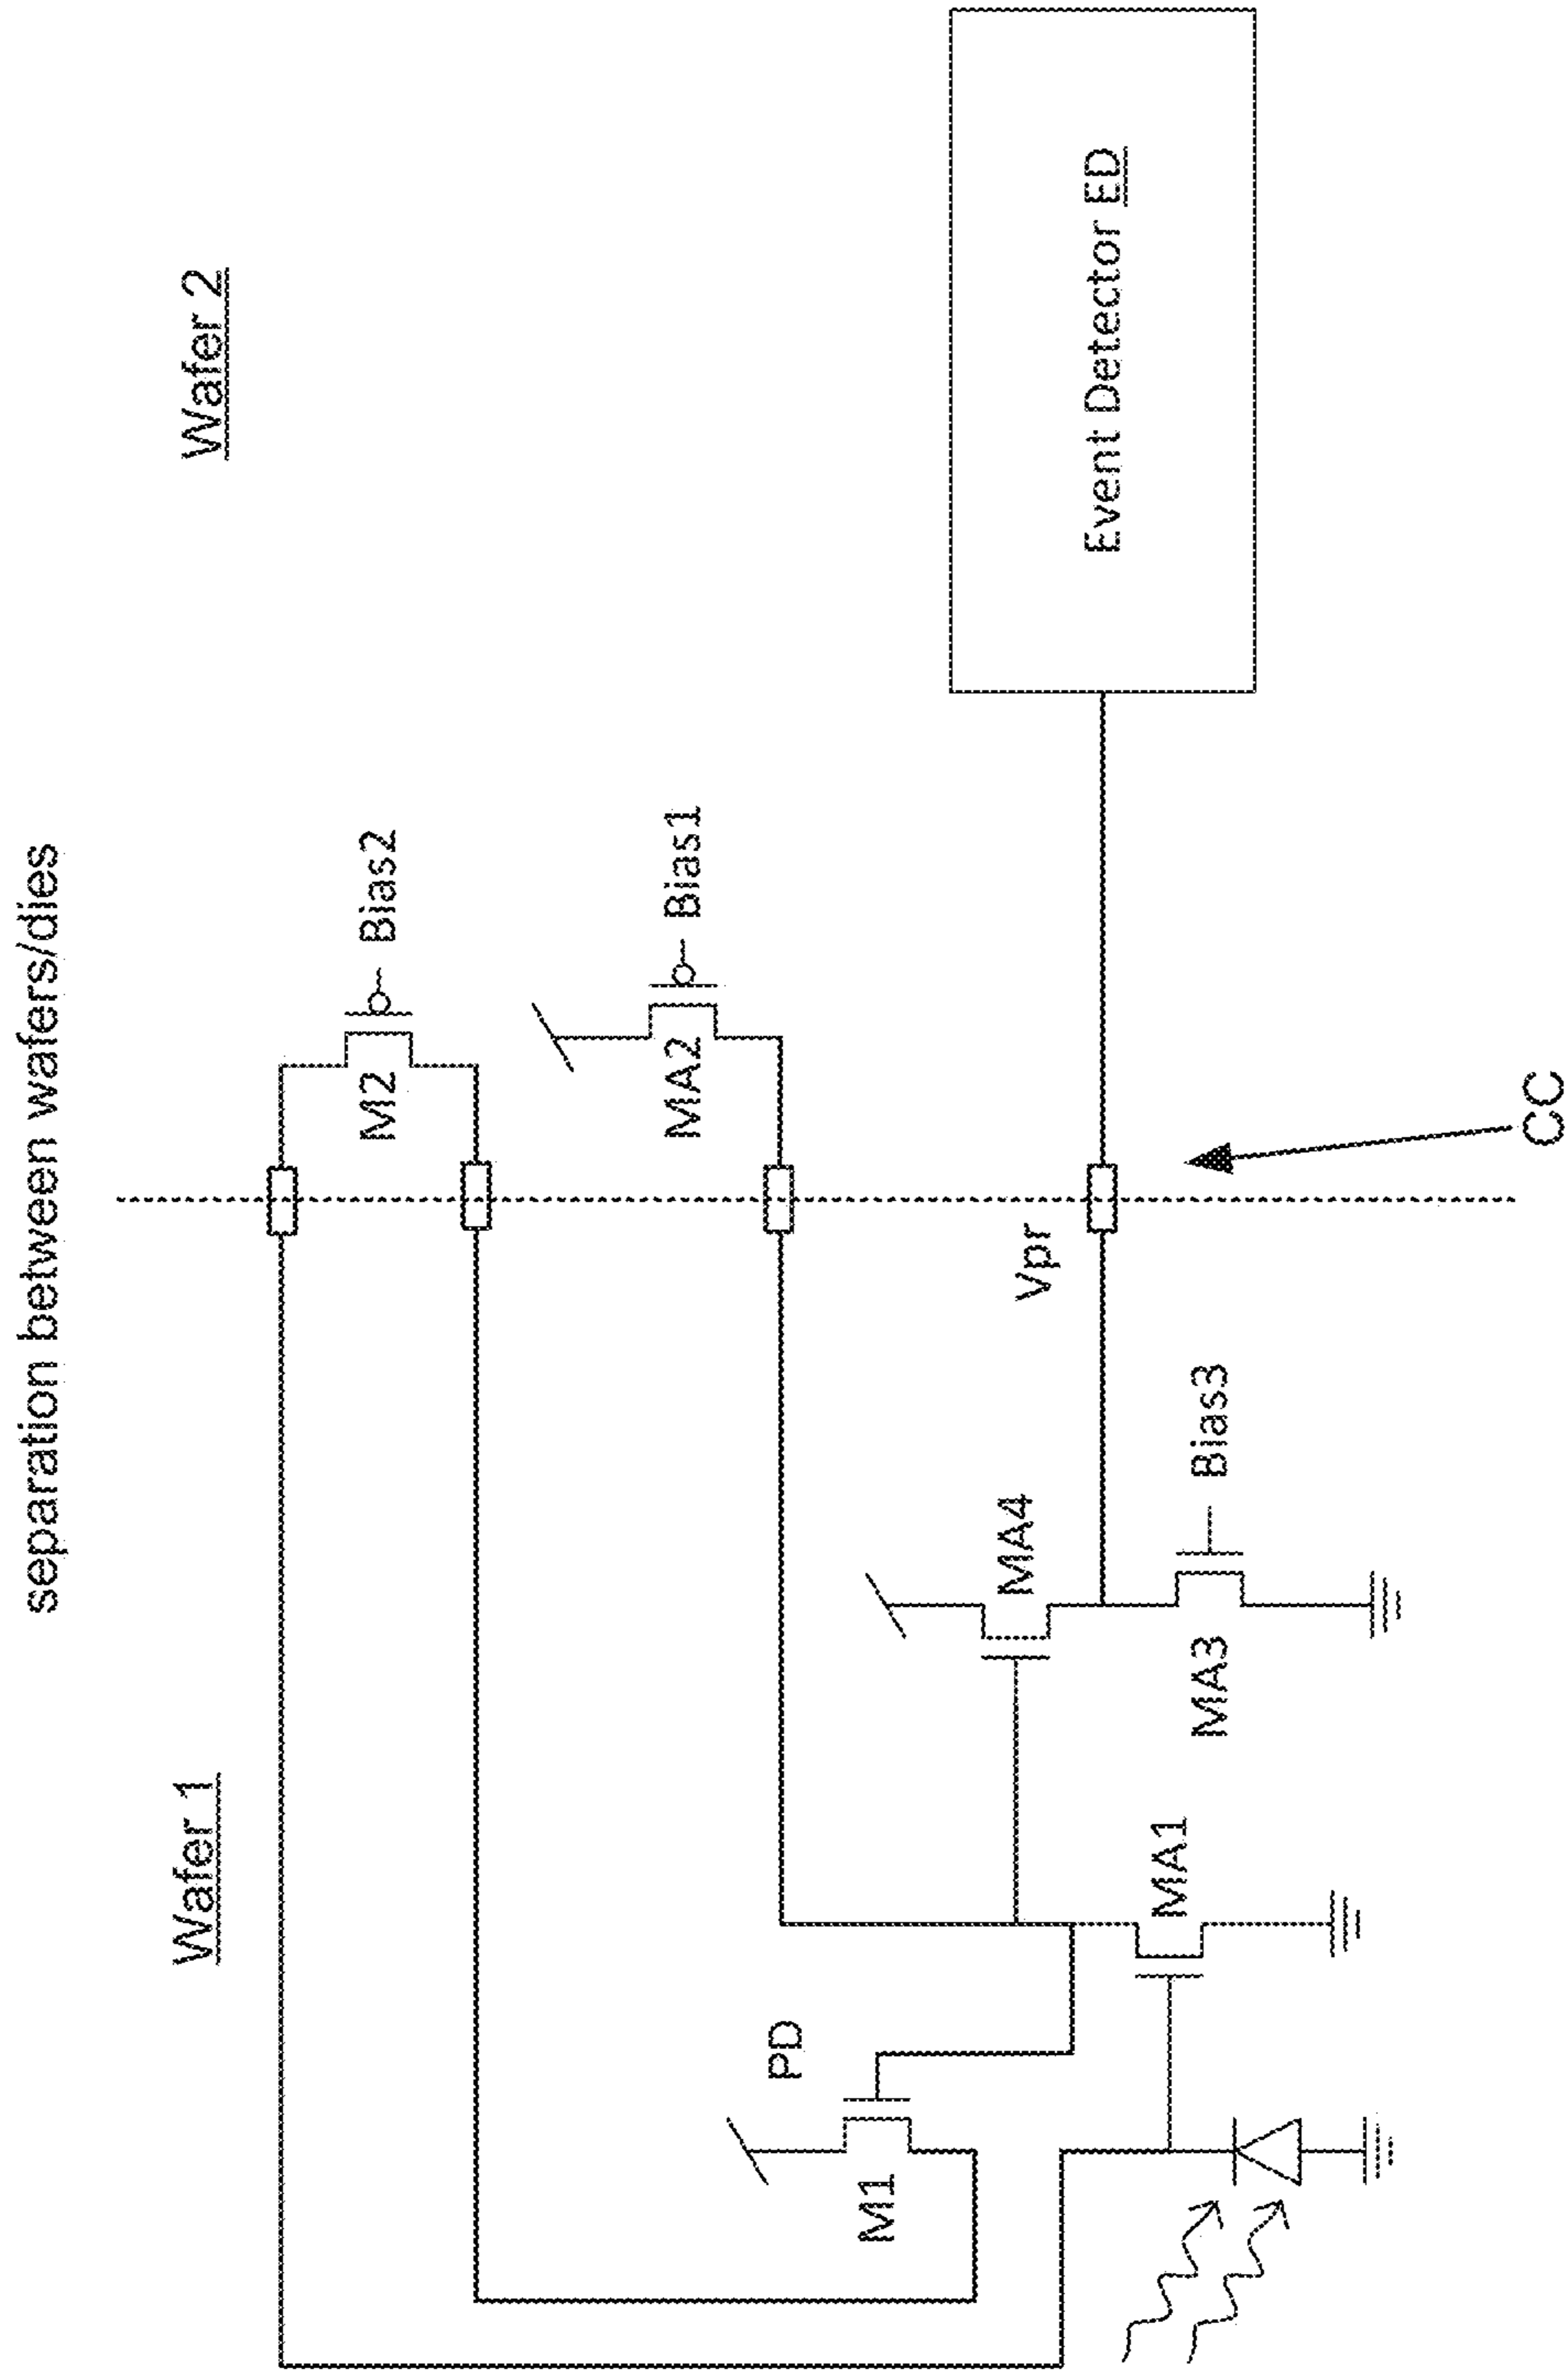 separation between wafers/dies
Wafer 1
Wafer 2
M2
Bias2
MA2
Bias1
PD
M1
MA4
Vpr
MA1
MA3
Bias3
Event Detector ED
CC